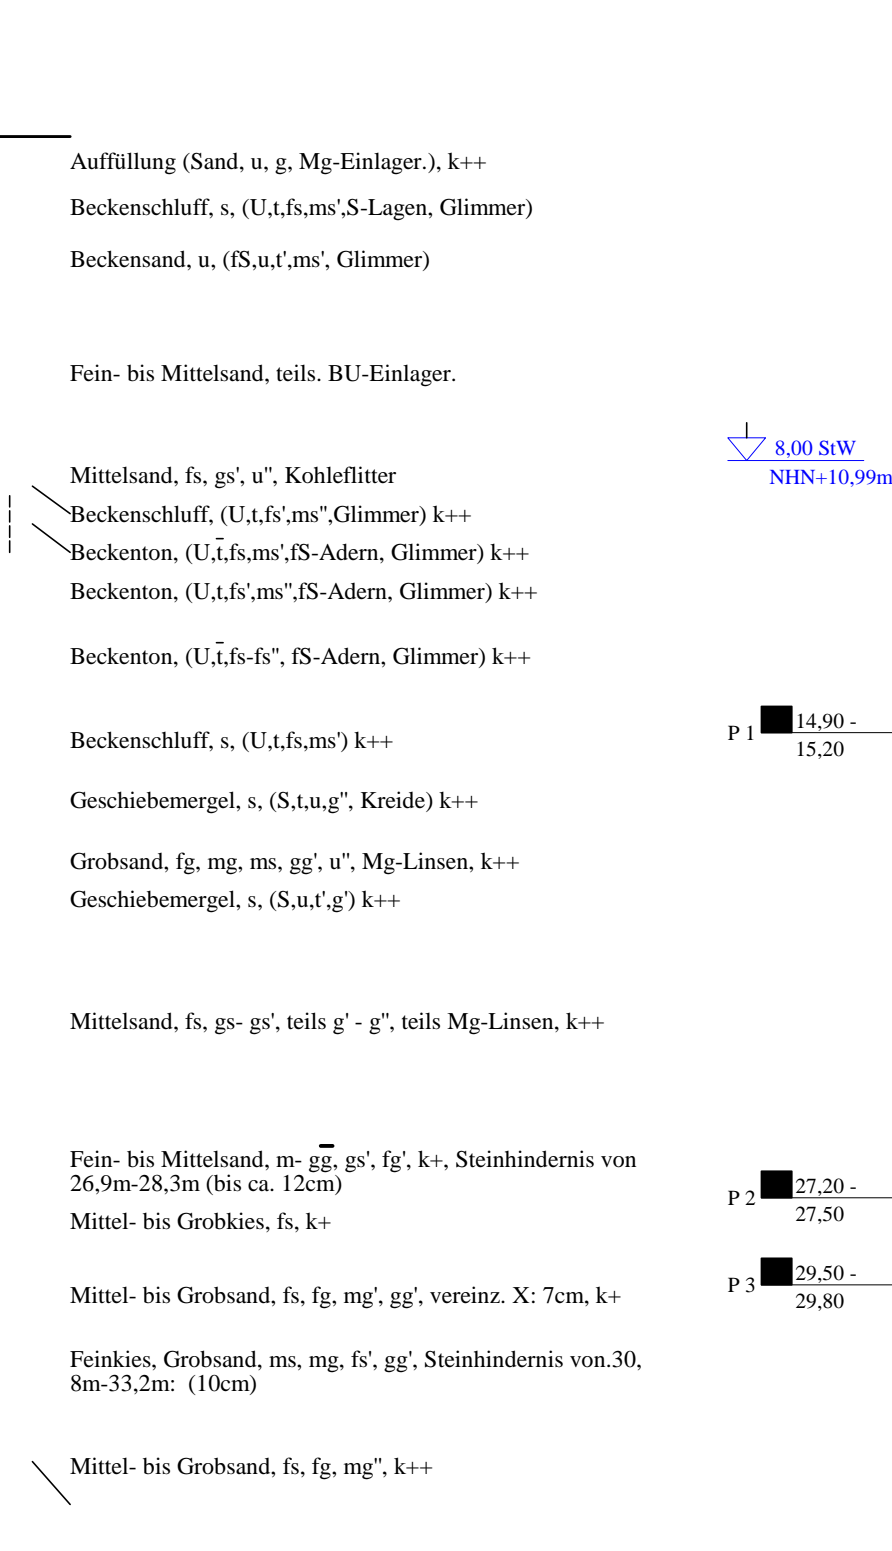 Auffüllung (Sand, u, g, Mg-Einlager.), k++
Beckenschluff, s, (U,t,fs,ms',S-Lagen, Glimmer)
Beckensand, u, (fS,u,t',ms', Glimmer)
Fein- bis Mittelsand, teils. BU-Einlager.
8,00 StW
NHN+10,99m
Mittelsand, fs, gs', u", Kohleflitter
Beckenschluff, (U,t,fs',ms",Glimmer) k++
Beckenton, (U,t̅,fs,ms',fS-Adern, Glimmer) k++
Beckenton, (U,t,fs',ms",fS-Adern, Glimmer) k++
Beckenton, (U,t̅,fs-fs", fS-Adern, Glimmer) k++
P 1 14,90 -
15,20
Beckenschluff, s, (U,t,fs,ms') k++
Geschiebemergel, s, (S,t,u,g", Kreide) k++
Grobsand, fg, mg, ms, gg', u", Mg-Linsen, k++
Geschiebemergel, s, (S,u,t',g') k++
Mittelsand, fs, gs- gs', teils g' - g", teils Mg-Linsen, k++
Fein- bis Mittelsand, m- gg̅, gs', fg', k+, Steinhindernis von
26,9m-28,3m (bis ca. 12cm)
P 2 27,20 -
27,50
Mittel- bis Grobkies, fs, k+
P 3 29,50 -
29,80
Mittel- bis Grobsand, fs, fg, mg', gg', vereinz. X: 7cm, k+
Feinkies, Grobsand, ms, mg, fs', gg', Steinhindernis von.30,
8m-33,2m: (10cm)
Mittel- bis Grobsand, fs, fg, mg", k++